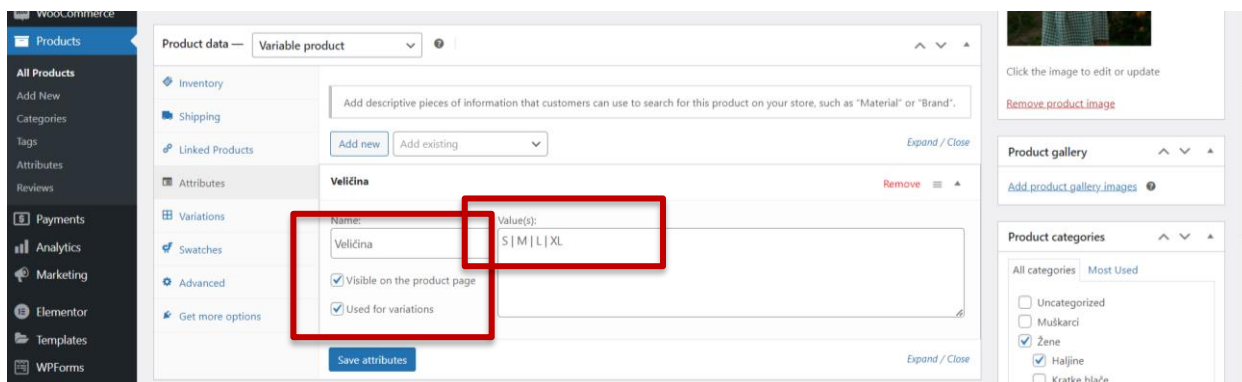 WooCommerce
Products
All Products
Add New
Categories
Tags
Attributes
Reviews
Payments
Analytics
Marketing
Elementor
Templates
WPForms
Product data — Variable product
Inventory
Shipping
Linked Products
Attributes
Variations
Swatches
Advanced
Get more options
Add descriptive pieces of information that customers can use to search for this product on your store, such as "Material" or "Brand".
Add new Add existing Expand / Close
Veličina Remove
Name: Value(s):
Veličina S | M | L | XL
Visible on the product page
Used for variations
Save attributes Expand / Close
Click the image to edit or update
Remove product image
Product gallery
Add product gallery images
Product categories
All categories Most Used
Uncategorized
Muškarci
Žene
Haljine
Kratke hlače